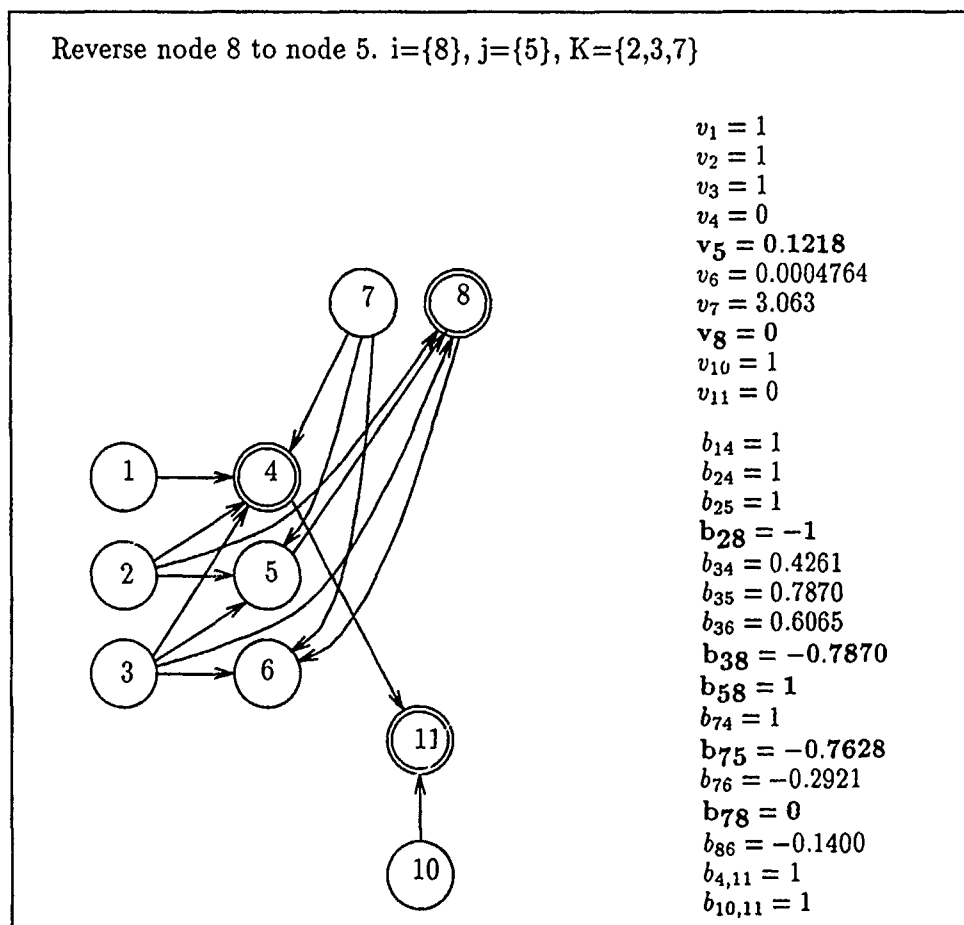 Reverse node 8 to node 5. i={8}, j={5}, K={2,3,7}
v₁ = 1
v₂ = 1
v₃ = 1
v₄ = 0
v₅ = 0.1218
v₆ = 0.0004764
v₇ = 3.063
v₈ = 0
v₁₀ = 1
v₁₁ = 0
b₁₄ = 1
b₂₄ = 1
b₂₅ = 1
b₂₈ = −1
b₃₄ = 0.4261
b₃₅ = 0.7870
b₃₆ = 0.6065
b₃₈ = −0.7870
b₅₈ = 1
b₇₄ = 1
b₇₅ = −0.7628
b₇₆ = −0.2921
b₇₈ = 0
b₈₆ = −0.1400
b₄,₁₁ = 1
b₁₀,₁₁ = 1
7
8
1
4
2
5
3
6
11
10